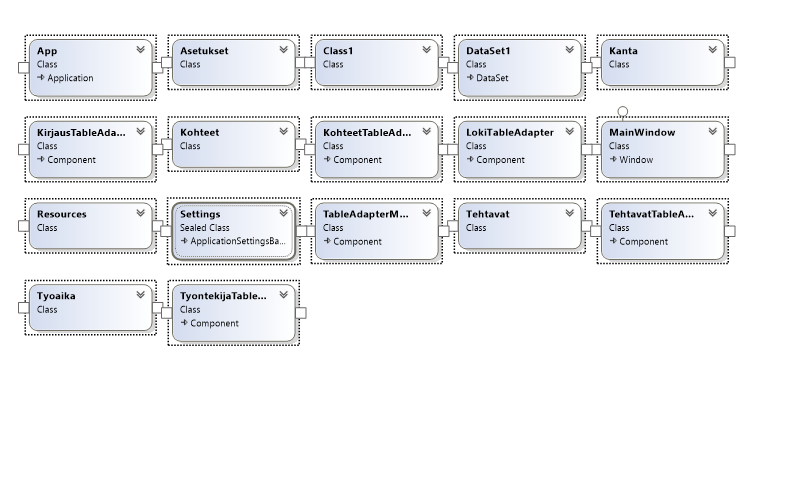 App
Class
Application
Asetukset
Class
Class1
Class
DataSet1
Class
DataSet
Kanta
Class
KirjausTableAda...
Class
Component
Kohteet
Class
KohteetTableAd...
Class
Component
LokiTableAdapter
Class
Component
MainWindow
Class
Window
Resources
Class
Settings
Sealed Class
ApplicationSettingsBa...
TableAdapterM...
Class
Component
Tehtavat
Class
TehtavatTableA...
Class
Component
Tyoaika
Class
TyontekijaTable...
Class
Component